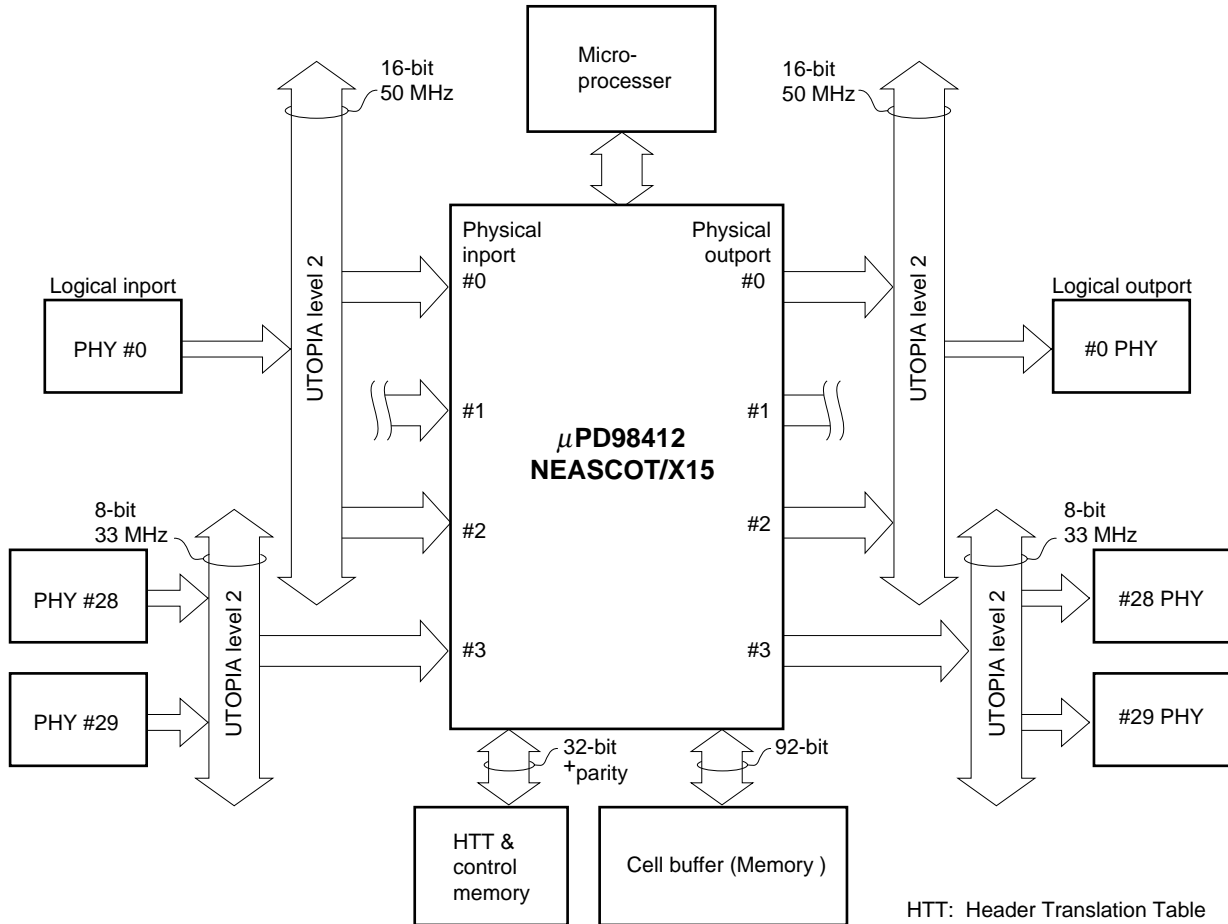 Micro-
processer
16-bit
50 MHz
16-bit
50 MHz
Physical
inport
#0
Physical
outport
#0
UTOPIA level 2
UTOPIA level 2
Logical inport
PHY #0
Logical outport
#0 PHY
#1
#1
μPD98412
NEASCOT/X15
#2
#2
8-bit
33 MHz
8-bit
33 MHz
PHY #28
#28 PHY
UTOPIA level 2
UTOPIA level 2
#3
#3
PHY #29
#29 PHY
32-bit
+parity
92-bit
HTT &
control
memory
Cell buffer (Memory )
HTT: Header Translation Table